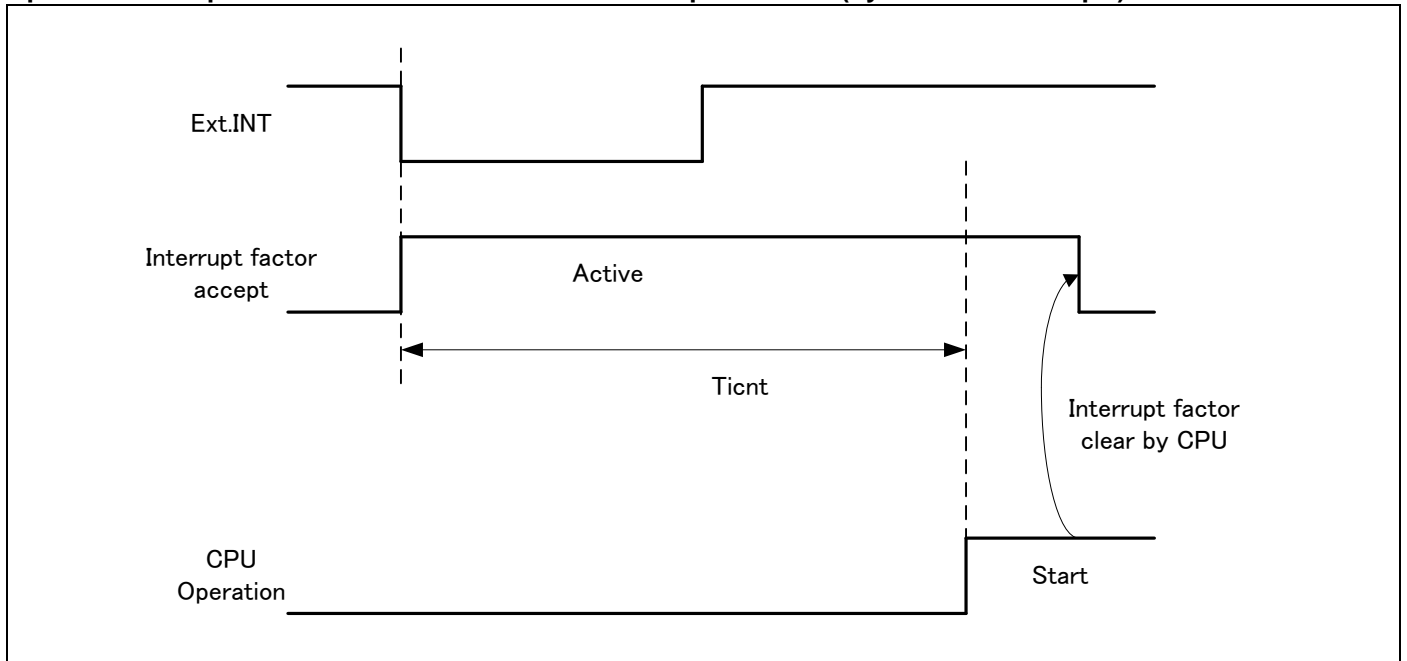 Ext.INT
Interrupt factor
accept
Active
Ticnt
Interrupt factor
clear by CPU
CPU
Operation
Start